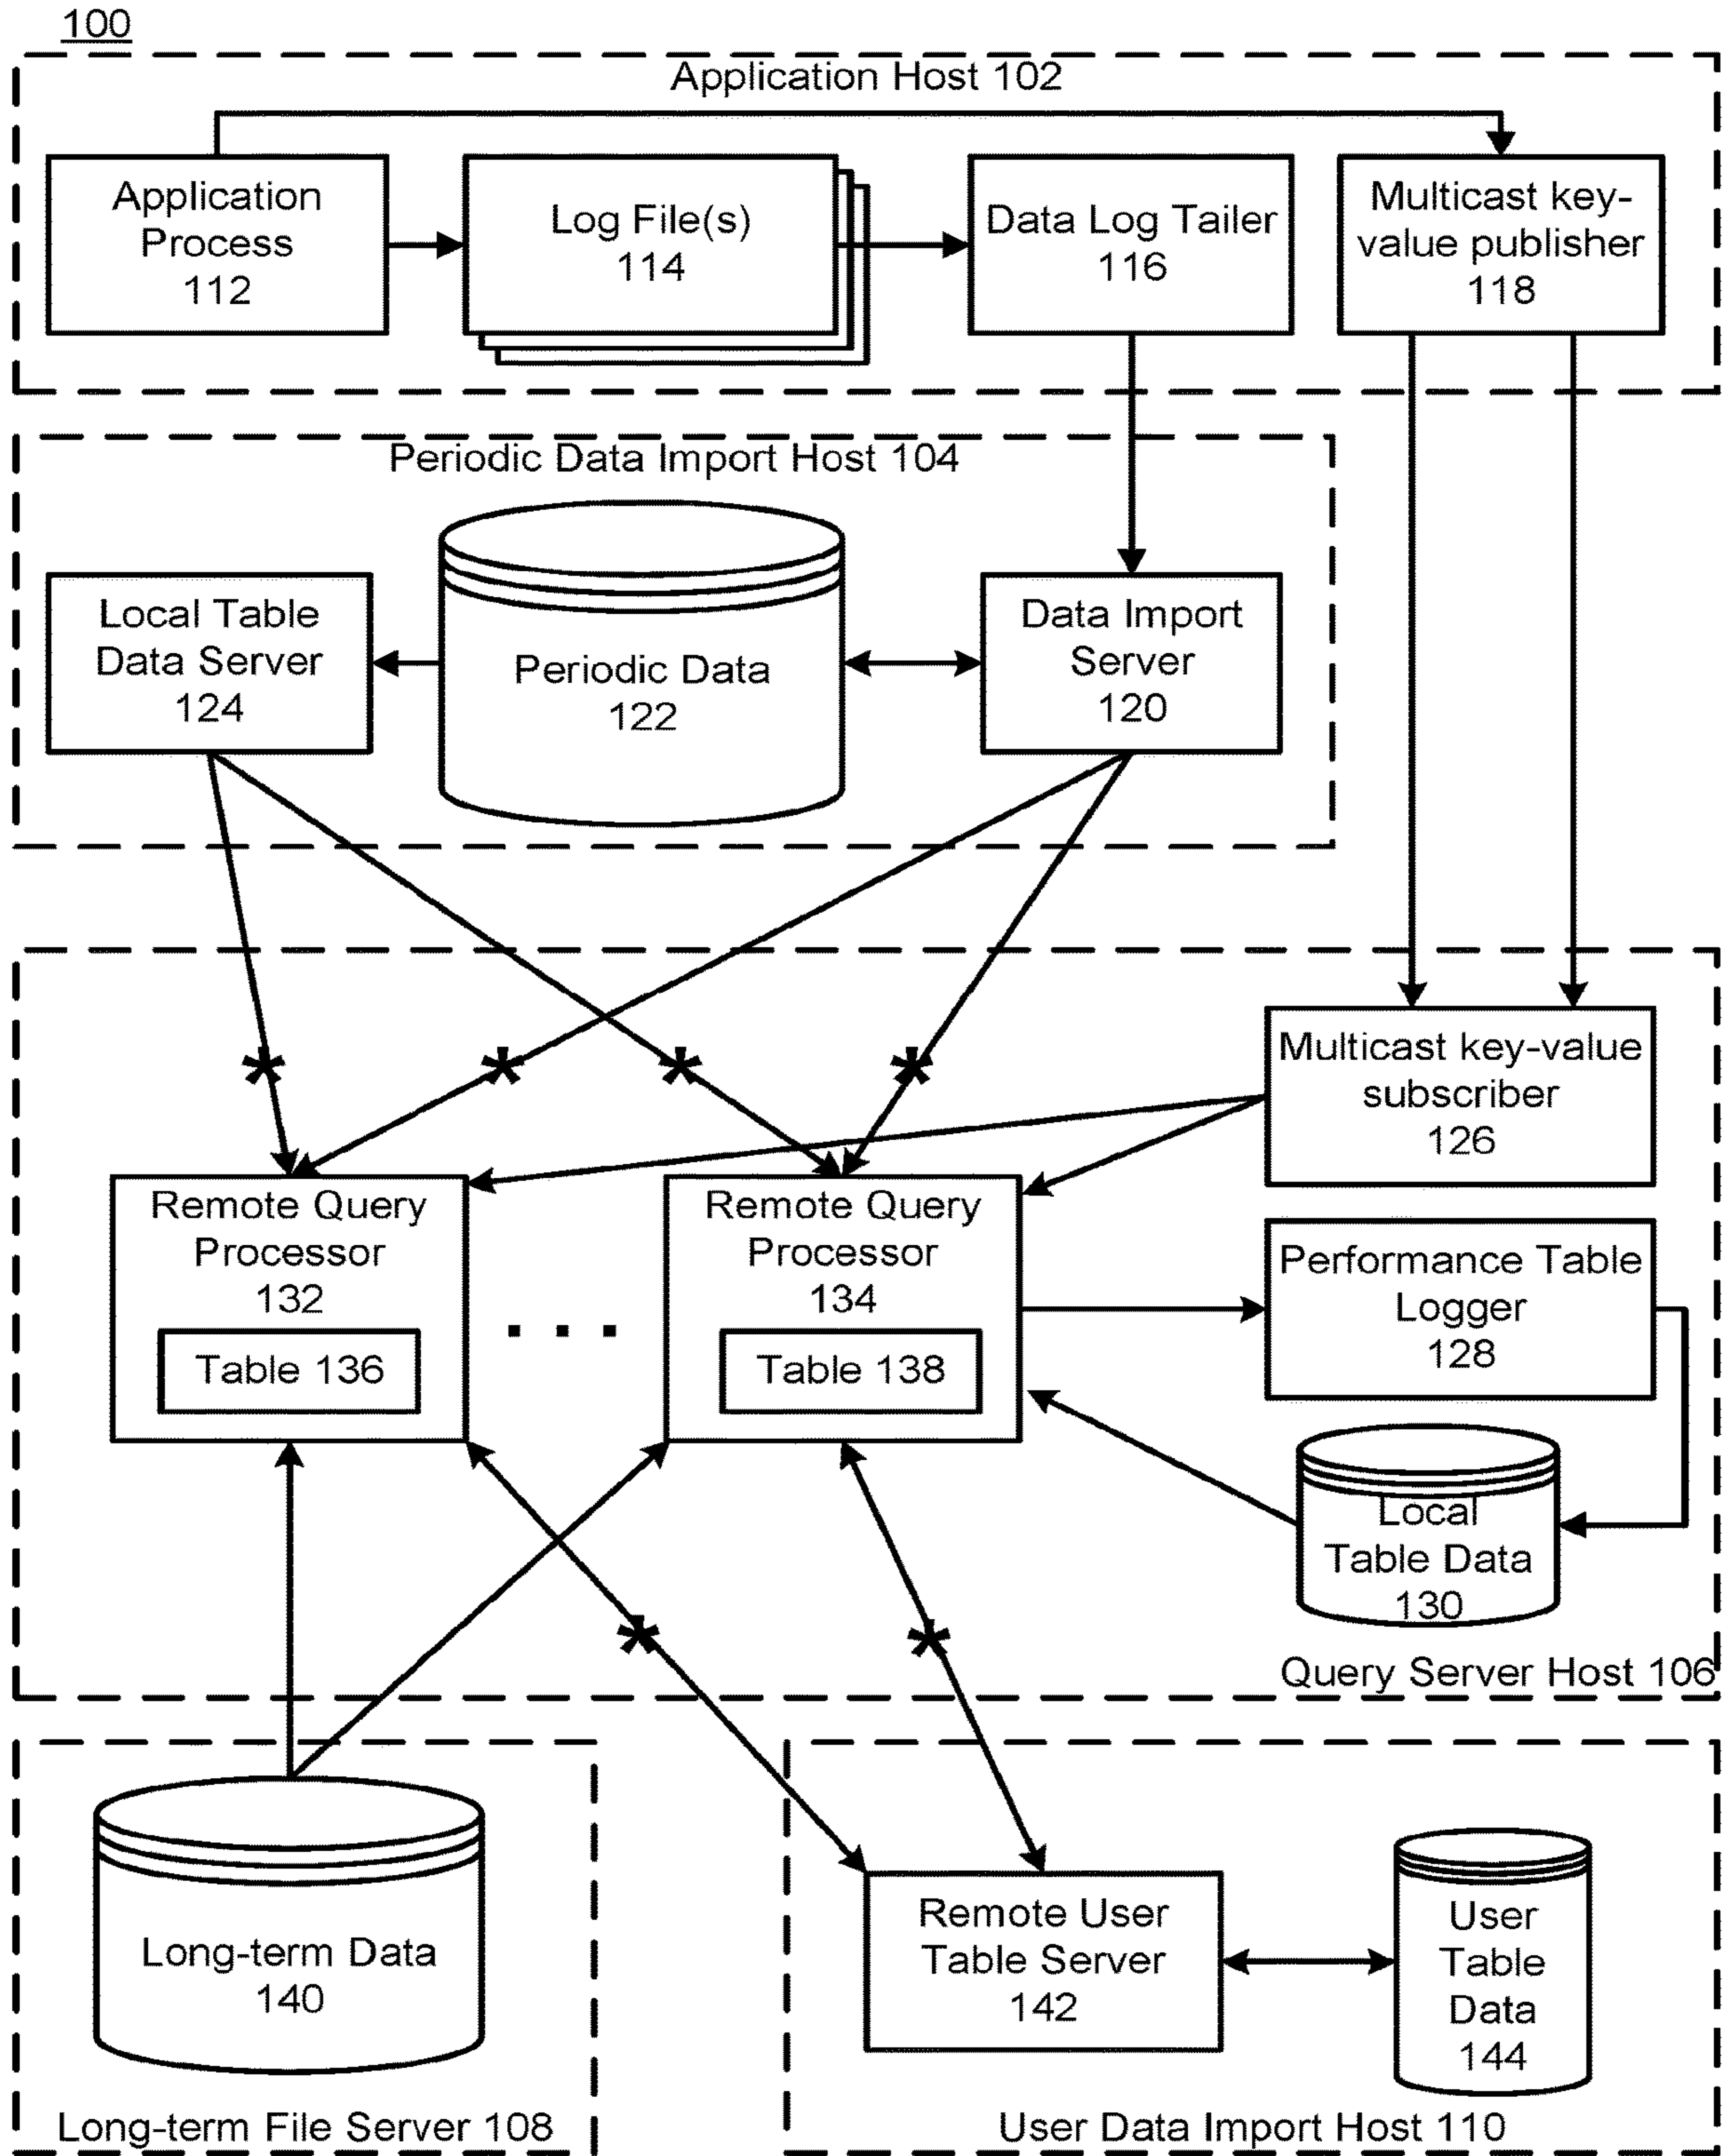 100
Application Host 102
Application
Process
112
Log File(s)
114
Data Log Tailer
116
Multicast key-
value publisher
118
Periodic Data Import Host 104
Local Table
Data Server
124
Periodic Data
122
Data Import
Server
120
* * * *
Multicast key-value
subscriber
126
Remote Query
Processor
132
Table 136
. . .
Remote Query
Processor
134
Table 138
Performance Table
Logger
128
Local
Table Data
130
* *
Query Server Host 106
Long-term Data
140
Long-term File Server 108
Remote User
Table Server
142
User
Table
Data
144
User Data Import Host 110